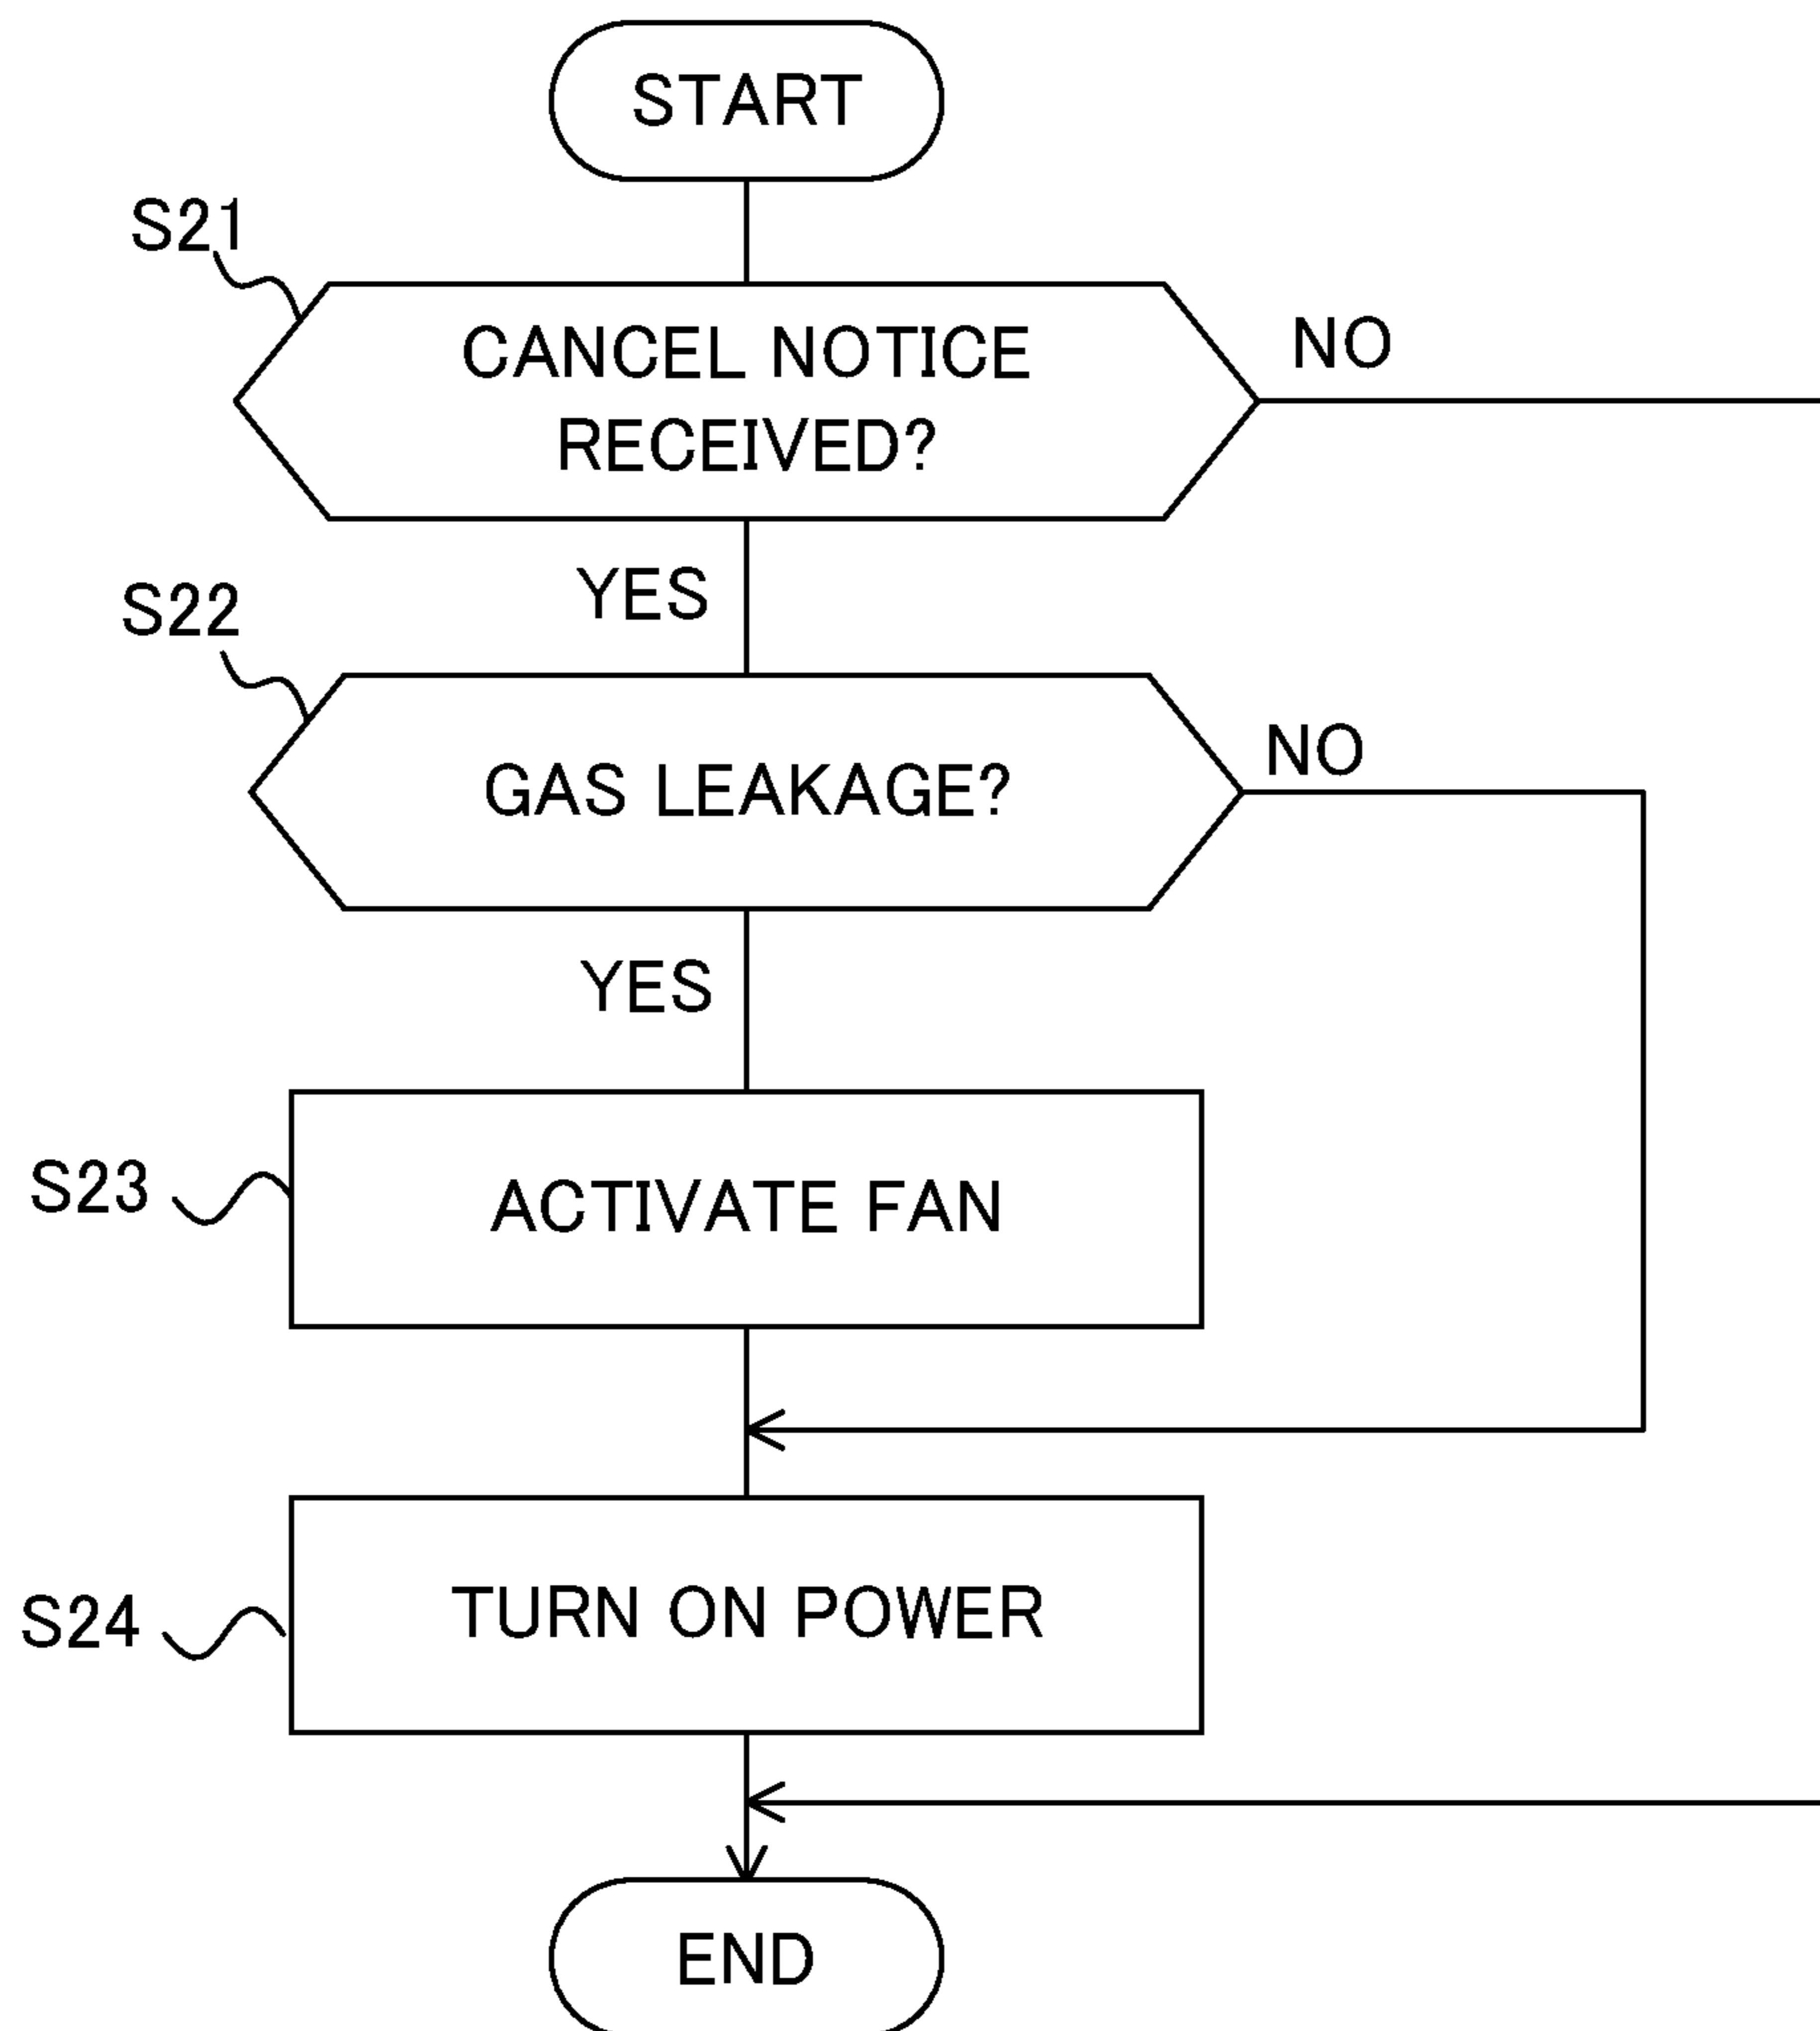 START
S21
CANCEL NOTICE
RECEIVED?
NO
YES
S22
GAS LEAKAGE?
NO
YES
S23
ACTIVATE FAN
S24
TURN ON POWER
END